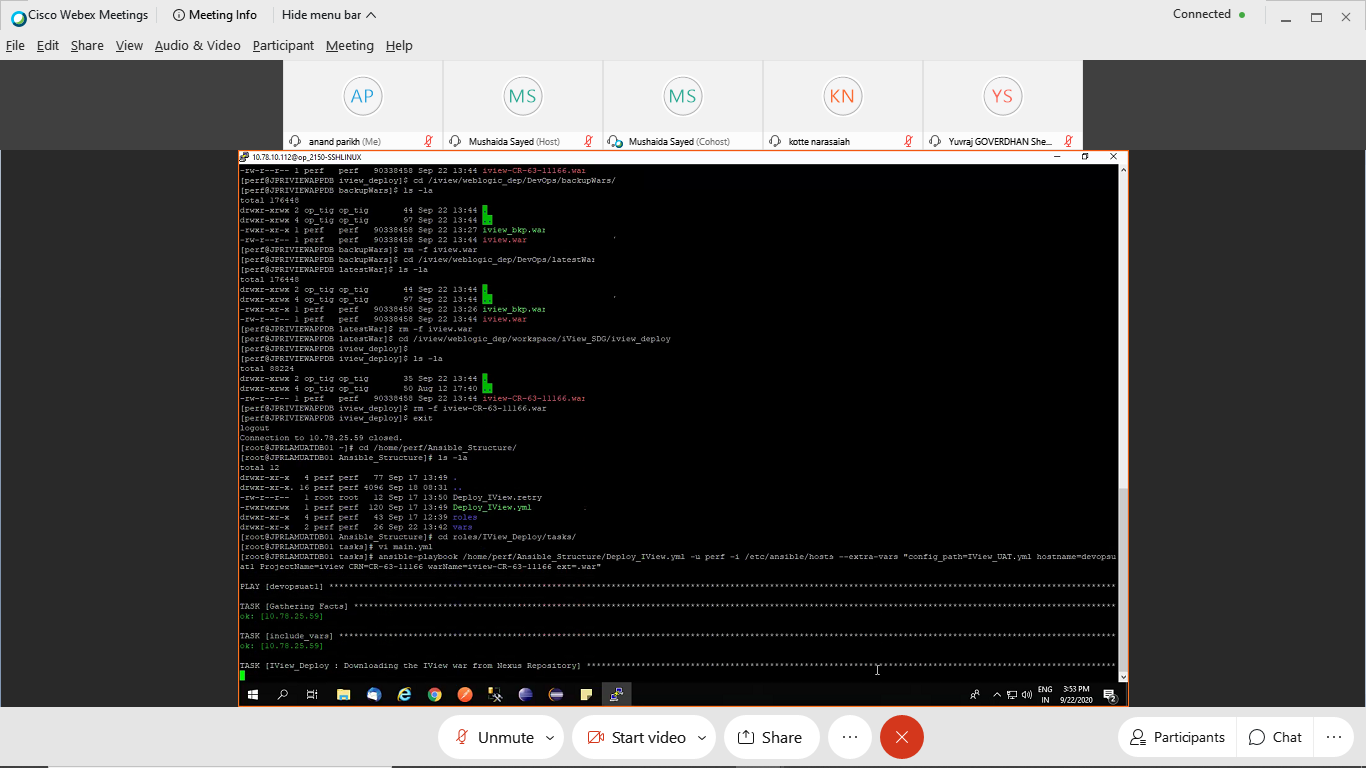 Cisco Webex Meetings Meeting Info Hide menu bar Connected
File Edit Share View Audio & Video Participant Meeting Help
AP MS MS KN YS
anand parikh (Me) Mushaida Sayed (Host) Mushaida Sayed (Cohost) kotte narasaiah Yuvraj GOVERDHAN She...
10.78.10.112@op_2150-SSHLINUX
-rw-r--r-- 1 perf perf 90338458 Sep 22 13:44 iview-CR-63-11166.war
[perf@JPRIVIEWAPPDB iview_deploy]$ cd /iview/weblogic_dep/DevOps/backupWars/
[perf@JPRIVIEWAPPDB backupWars]$ ls -la
total 176448
drwxr-xrwx 2 op_tig op_tig 44 Sep 22 13:44 .
drwxr-xrwx 4 op_tig op_tig 97 Sep 22 13:44 ..
-rwxr-xr-x 1 perf perf 90338458 Sep 22 13:27 iview_bkp.war
-rw-r--r-- 1 perf perf 90338458 Sep 22 13:44 iview.war
[perf@JPRIVIEWAPPDB backupWars]$ rm -f iview.war
[perf@JPRIVIEWAPPDB backupWars]$ cd /iview/weblogic_dep/DevOps/latestWar
[perf@JPRIVIEWAPPDB latestWar]$ ls -la
total 176448
drwxr-xrwx 2 op_tig op_tig 44 Sep 22 13:44 .
drwxr-xrwx 4 op_tig op_tig 97 Sep 22 13:44 ..
-rwxr-xr-x 1 perf perf 90338458 Sep 22 13:26 iview_bkp.war
-rw-r--r-- 1 perf perf 90338458 Sep 22 13:44 iview.war
[perf@JPRIVIEWAPPDB latestWar]$ rm -f iview.war
[perf@JPRIVIEWAPPDB latestWar]$ cd /iview/weblogic_dep/workspace/iView_SDG/iview_deploy
[perf@JPRIVIEWAPPDB iview_deploy]$
[perf@JPRIVIEWAPPDB iview_deploy]$ ls -la
total 88224
drwxr-xrwx 2 op_tig op_tig 35 Sep 22 13:44 .
drwxr-xrwx 4 op_tig op_tig 50 Aug 12 17:40 ..
-rw-r--r-- 1 perf perf 90338458 Sep 22 13:44 iview-CR-63-11166.war
[perf@JPRIVIEWAPPDB iview_deploy]$ rm -f iview-CR-63-11166.war
[perf@JPRIVIEWAPPDB iview_deploy]$ exit
logout
Connection to 10.78.25.59 closed.
[root@JPRLAMUATDB01 ~]# cd /home/perf/Ansible_Structure/
[root@JPRLAMUATDB01 Ansible_Structure]# ls -la
total 12
drwxr-xr-x 4 perf perf 77 Sep 17 13:49 .
drwxr-xr-x. 16 perf perf 4096 Sep 18 08:31 ..
-rw-r--r-- 1 root root 12 Sep 17 13:50 Deploy_IView.retry
-rwxrwxrwx 1 perf perf 120 Sep 17 13:49 Deploy_IView.yml
drwxr-xr-x 4 perf perf 43 Sep 17 12:39 roles
drwxr-xr-x 2 perf perf 26 Sep 22 13:42 vars
[root@JPRLAMUATDB01 Ansible_Structure]# cd roles/IView_Deploy/tasks/
[root@JPRLAMUATDB01 tasks]# vi main.yml
[root@JPRLAMUATDB01 tasks]# ansible-playbook /home/perf/Ansible_Structure/Deploy_IView.yml -u perf -i /etc/ansible/hosts --extra-vars "config_path=IView_UAT.yml hostname=devopsu
at1 ProjectName=iview CRN=CR-63-11166 warName=iview-CR-63-11166 ext=.war"
PLAY [devopsuat1] ****
TASK [Gathering Facts] ****
ok: [10.78.25.59]
TASK [include_vars] ****
ok: [10.78.25.59]
TASK [IView_Deploy : Downloading the IView war from Nexus Repository] ****
ENG 3:53 PM
IN 9/22/2020 2
Unmute Start video Share Participants Chat